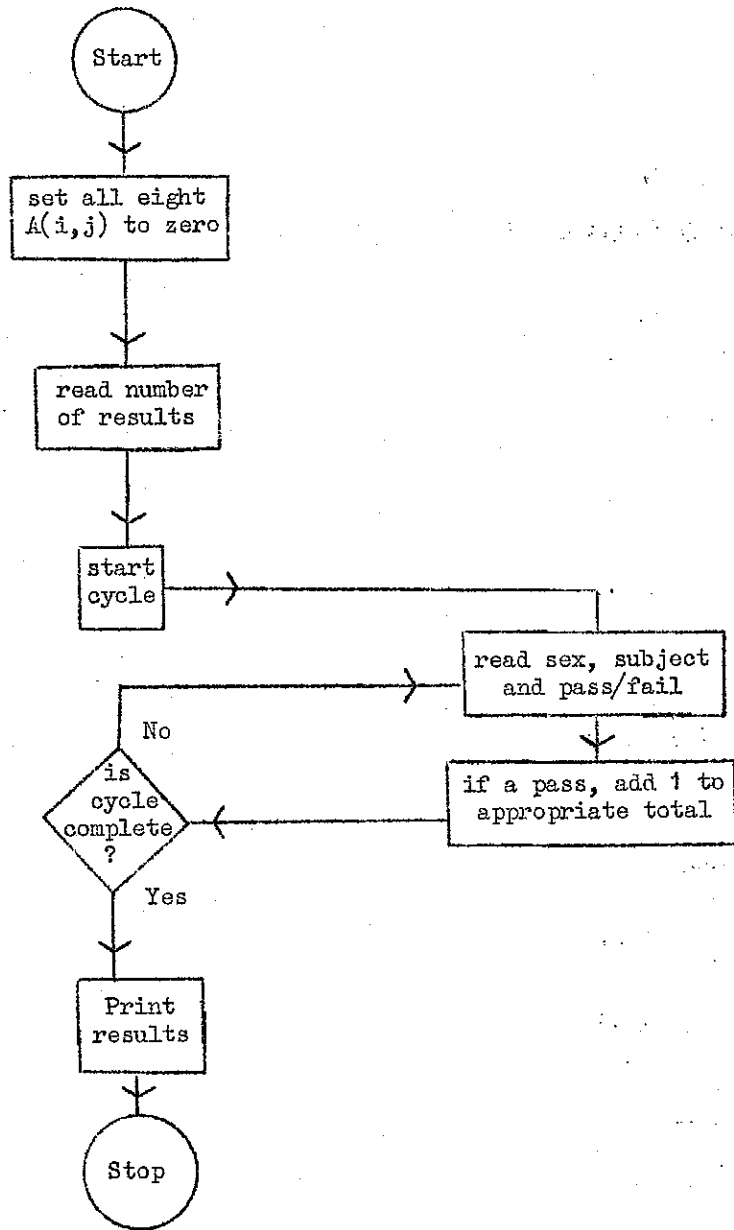 Start
set all eight
A(i,j) to zero
read number
of results
start
cycle
read sex, subject
and pass/fail
if a pass, add 1 to
appropriate total
No
is
cycle
complete
?
Yes
Print
results
Stop